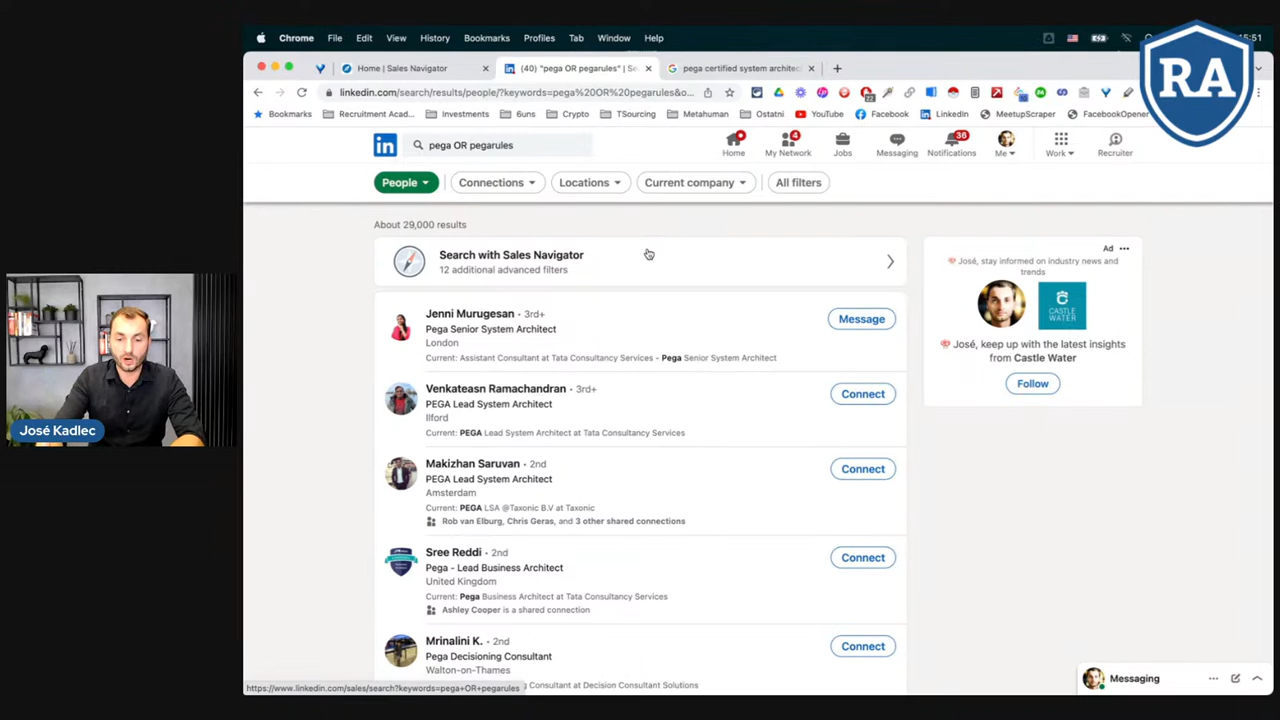 Chrome File Edit View History Bookmarks Profiles Tab Window Help
15:51
Home | Sales Navigator
(40) "pega OR pegarules" | Se
pega certified system architec
linkedin.com/search/results/people/?keywords=pega%20OR%20pegarules&o...
22
Bookmarks Recruitment Acad... Investments 6uns Crypto TSourcing Metahuman Ostatni YouTube Facebook LinkedIn MeetupScraper FacebookOpener
RA
in
pega OR pegarules
Home
My Network
4
Jobs
Messaging
Notifications
36
Me
Work
Recruiter
People
Connections
Locations
Current company
All filters
About 29,000 results
Search with Sales Navigator
12 additional advanced filters
Jenni Murugesan • 3rd+
Pega Senior System Architect
London
Current: Assistant Consultant at Tata Consultancy Services - Pega Senior System Architect
Message
Venkateasn Ramachandran • 3rd+
PEGA Lead System Architect
Ilford
Current: PEGA Lead System Architect at Tata Consultancy Services
Connect
Makizhan Saruvan • 2nd
PEGA Lead System Architect
Amsterdam
Current: PEGA LSA @Taxonic B.V at Taxonic
Rob van Elburg, Chris Geras, and 3 other shared connections
Connect
Sree Reddi • 2nd
Pega - Lead Business Architect
United Kingdom
Current: Pega Business Architect at Tata Consultancy Services
Ashley Cooper is a shared connection
Connect
Mrinalini K. • 2nd
Pega Decisioning Consultant
Walton-on-Thames
Consultant at Decision Consultant Solutions
Connect
Ad
José, stay informed on industry news and
trends
CASTLE
WATER
José, keep up with the latest insights
from Castle Water
Follow
José Kadlec
https://www.linkedin.com/sales/search?keywords=pega+OR+pegarules
Messaging